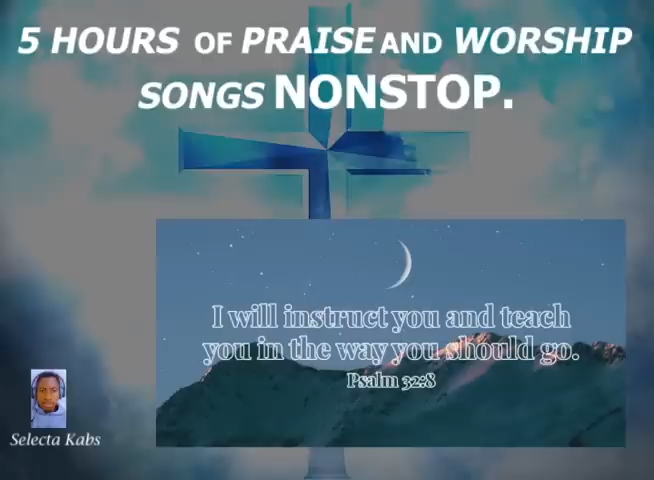 5 HOURS OF PRAISE AND WORSHIP
SONGS NONSTOP.
I will instruct you and teach
you in the way you should go.
Psalm 32:8
Selecta Kabs